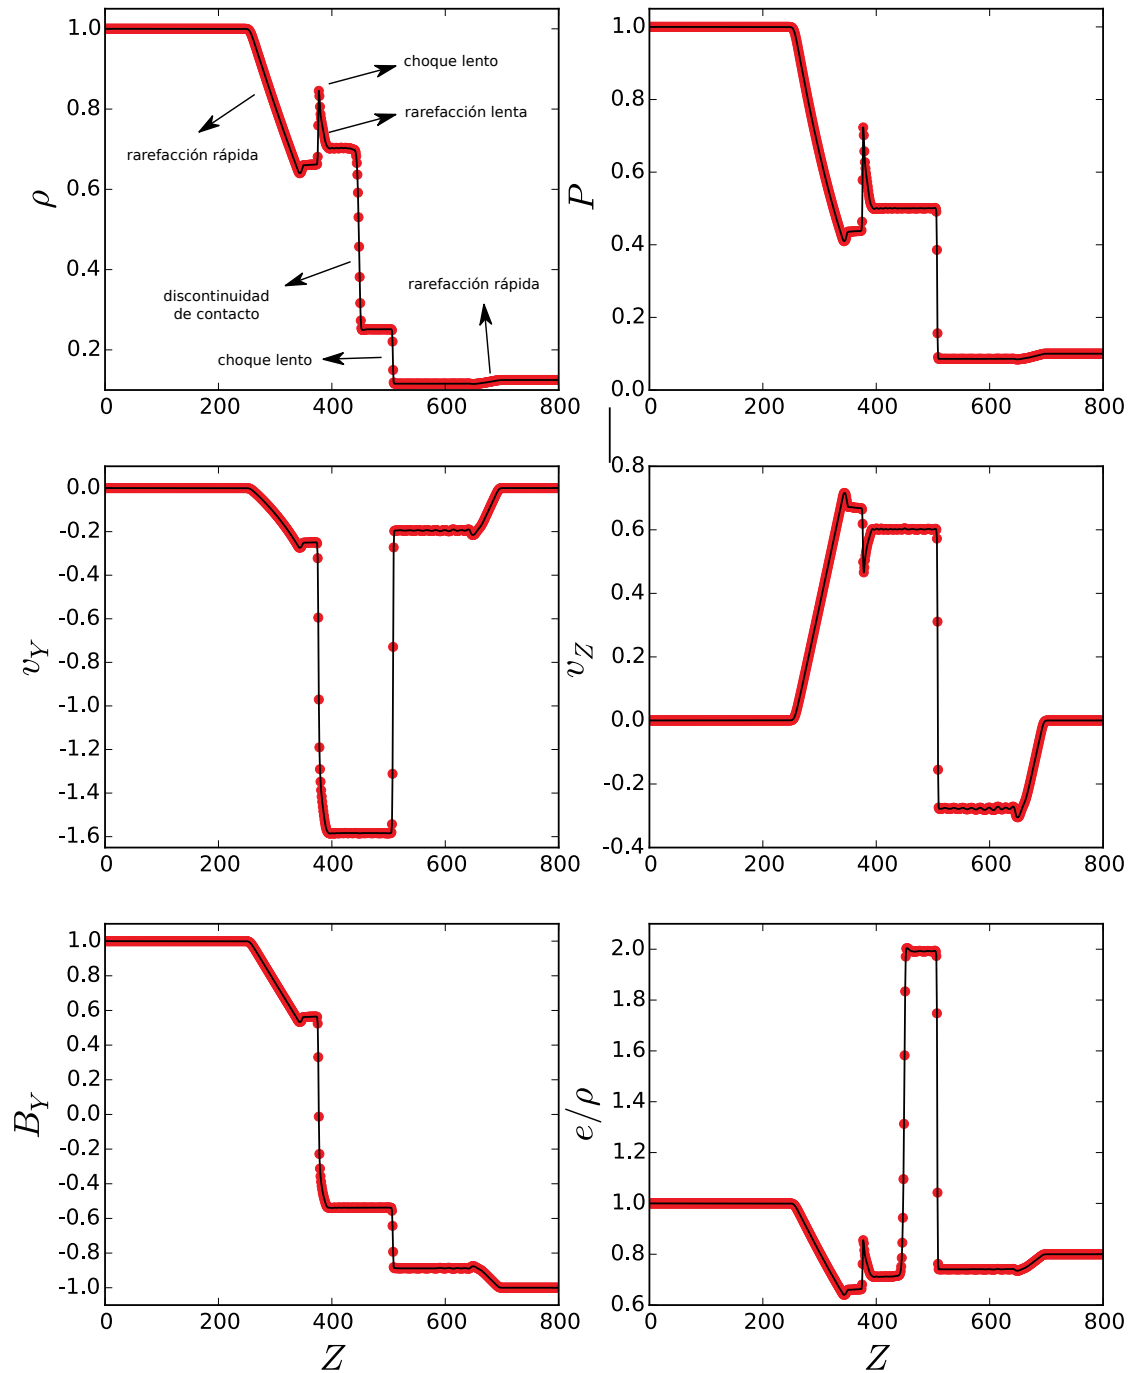 1.0
0.8
0.6
0.4
0.2
ρ
choque lento
rarefacción lenta
rarefacción rápida
discontinuidad
de contacto
rarefacción rápida
choque lento
0 200 400 600 800
1.0
0.8
0.6
0.4
0.2
0.0
P
0 200 400 600 800
0.0
-0.2
-0.4
-0.6
-0.8
-1.0
-1.2
-1.4
-1.6
v_Y
0 200 400 600 800
0.8
0.6
0.4
0.2
0.0
-0.2
-0.4
v_Z
0 200 400 600 800
1.0
0.8
0.6
0.4
0.2
0.0
-0.2
-0.4
-0.6
-0.8
-1.0
B_Y
0 200 400 600 800
Z
2.0
1.8
1.6
1.4
1.2
1.0
0.8
0.6
e/ρ
0 200 400 600 800
Z